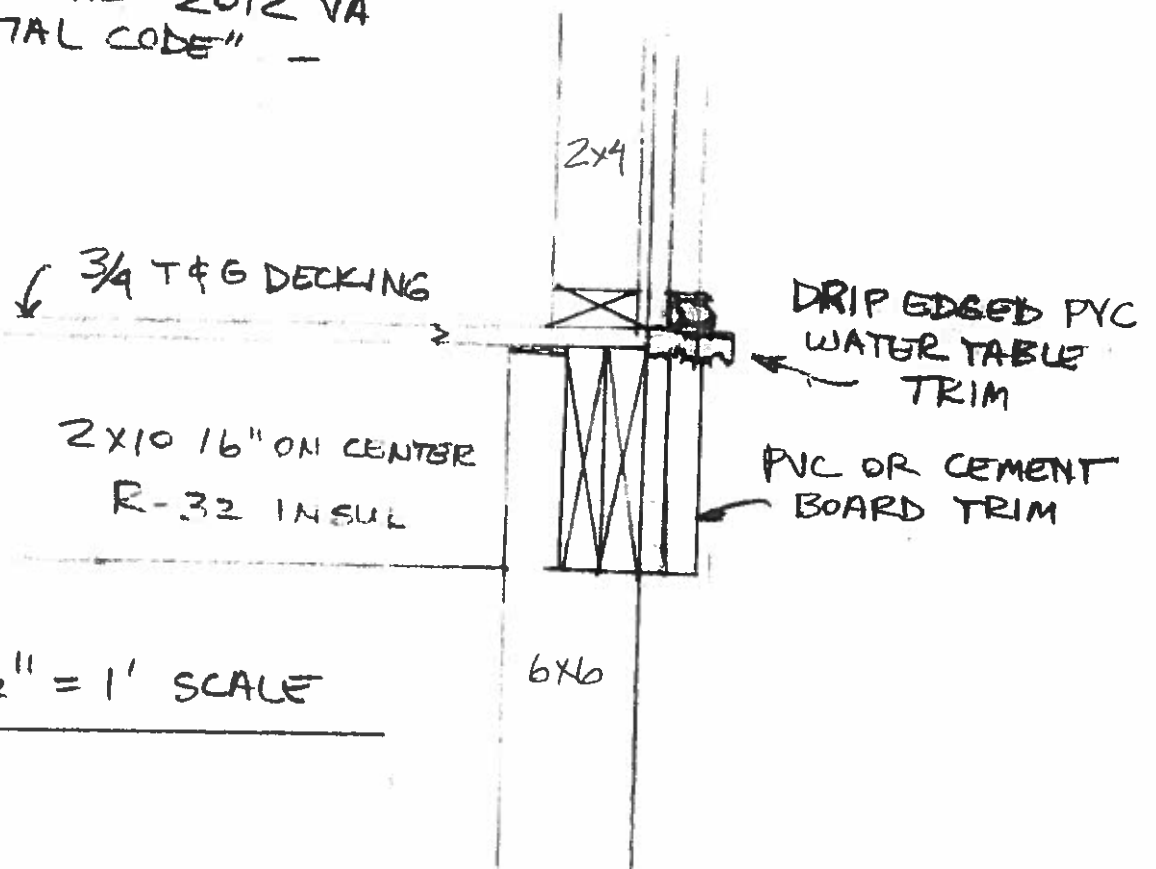 2012 VA
TAL CODE" -
2x4
3/4 T & G DECKING
DRIP EDGED PVC
WATER TABLE
TRIM
2x10 16" ON CENTER
R-32 INSUL
PVC OR CEMENT
BOARD TRIM
6x6
" = 1' SCALE